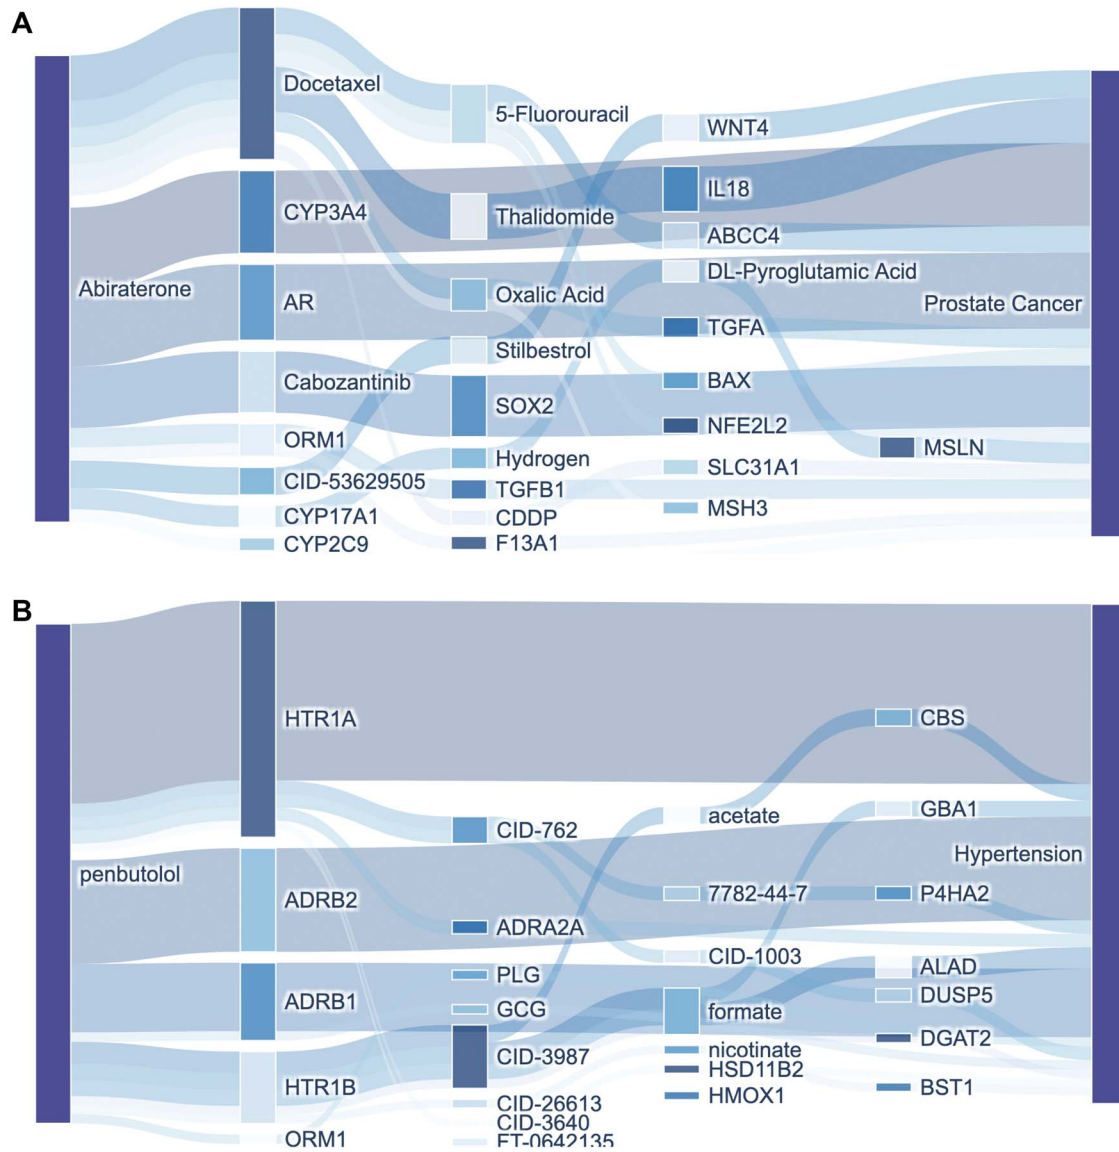 A
Docetaxel
5-Fluorouracil
WNT4
CYP3A4
Thalidomide
IL18
ABCC4
Abiraterone
DL-Pyroglutamic Acid
AR
Oxalic Acid
Prostate Cancer
TGFA
Stilbestrol
Cabozantinib
BAX
SOX2
NFE2L2
ORM1
MSLN
Hydrogen
SLC31A1
CID-53629505
TGFB1
MSH3
CYP17A1
CDDP
CYP2C9
F13A1
B
HTR1A
CBS
CID-762
acetate
GBA1
penbutolol
Hypertension
ADRB2
7782-44-7
P4HA2
ADRA2A
CID-1003
PLG
ALAD
ADRB1
GCG
formate
DUSP5
CID-3987
DGAT2
nicotinate
HTR1B
HSD11B2
BST1
HMOX1
CID-26613
CID-3640
ORM1
FT-0642135